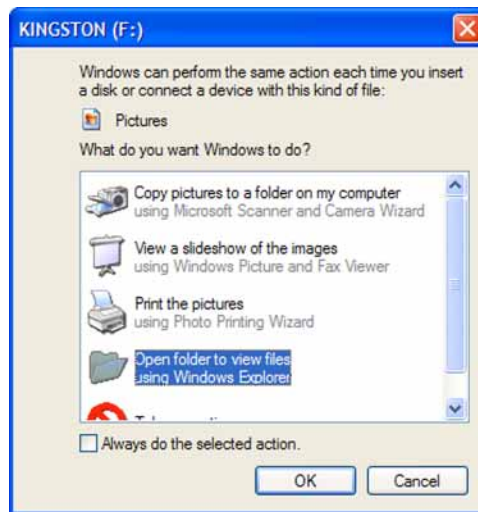 KINGSTON (F:)
Windows can perform the same action each time you insert
a disk or connect a device with this kind of file:
Pictures
What do you want Windows to do?
Copy pictures to a folder on my computer
using Microsoft Scanner and Camera Wizard
View a slideshow of the images
using Windows Picture and Fax Viewer
Print the pictures
using Photo Printing Wizard
Open folder to view files
using Windows Explorer
Always do the selected action.
OK
Cancel